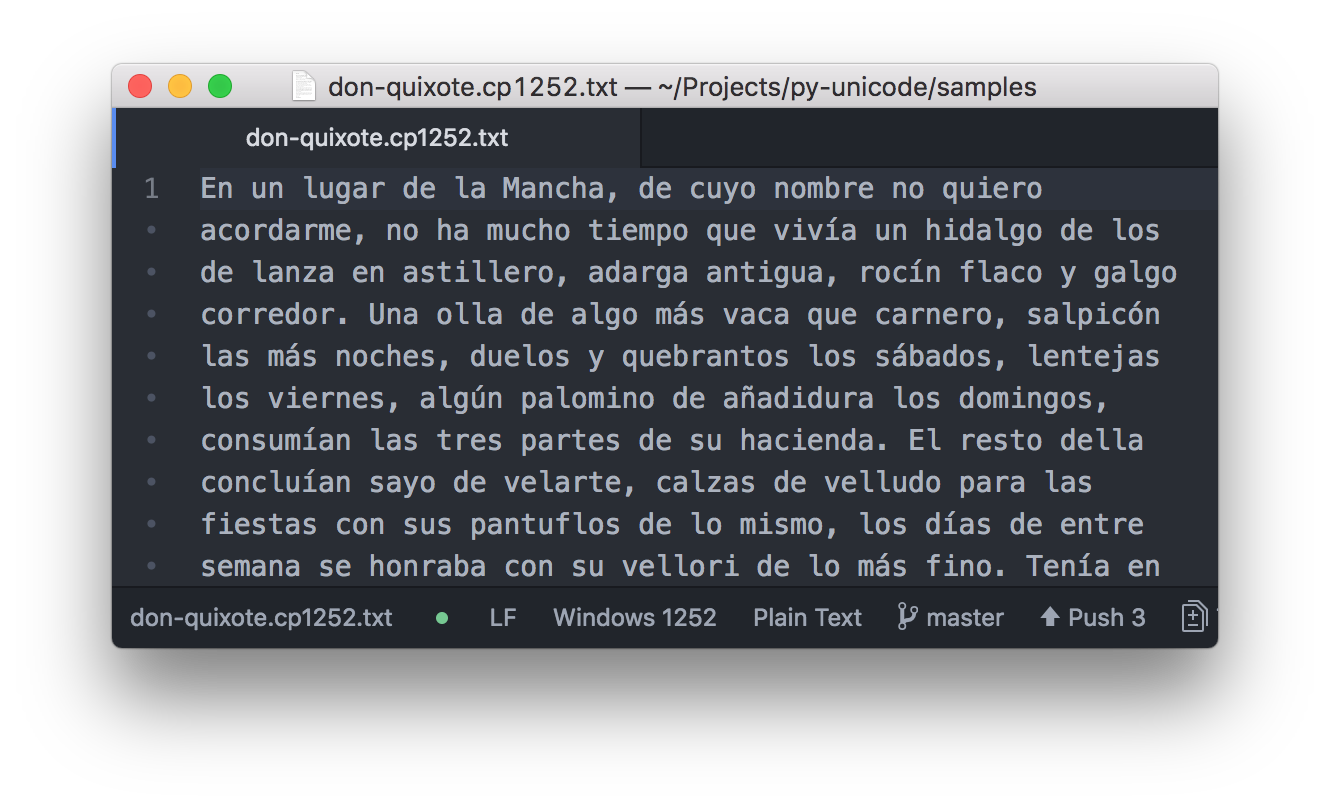 don-quixote.cp1252.txt — ~/Projects/py-unicode/samples
don-quixote.cp1252.txt
1 En un lugar de la Mancha, de cuyo nombre no quiero
acordarme, no ha mucho tiempo que vivía un hidalgo de los
de lanza en astillero, adarga antigua, rocín flaco y galgo
corredor. Una olla de algo más vaca que carnero, salpicón
las más noches, duelos y quebrantos los sábados, lentejas
los viernes, algún palomino de añadidura los domingos,
consumían las tres partes de su hacienda. El resto della
concluían sayo de velarte, calzas de velludo para las
fiestas con sus pantuflos de lo mismo, los días de entre
semana se honraba con su vellori de lo más fino. Tenía en
don-quixote.cp1252.txt LF Windows 1252 Plain Text master Push 3